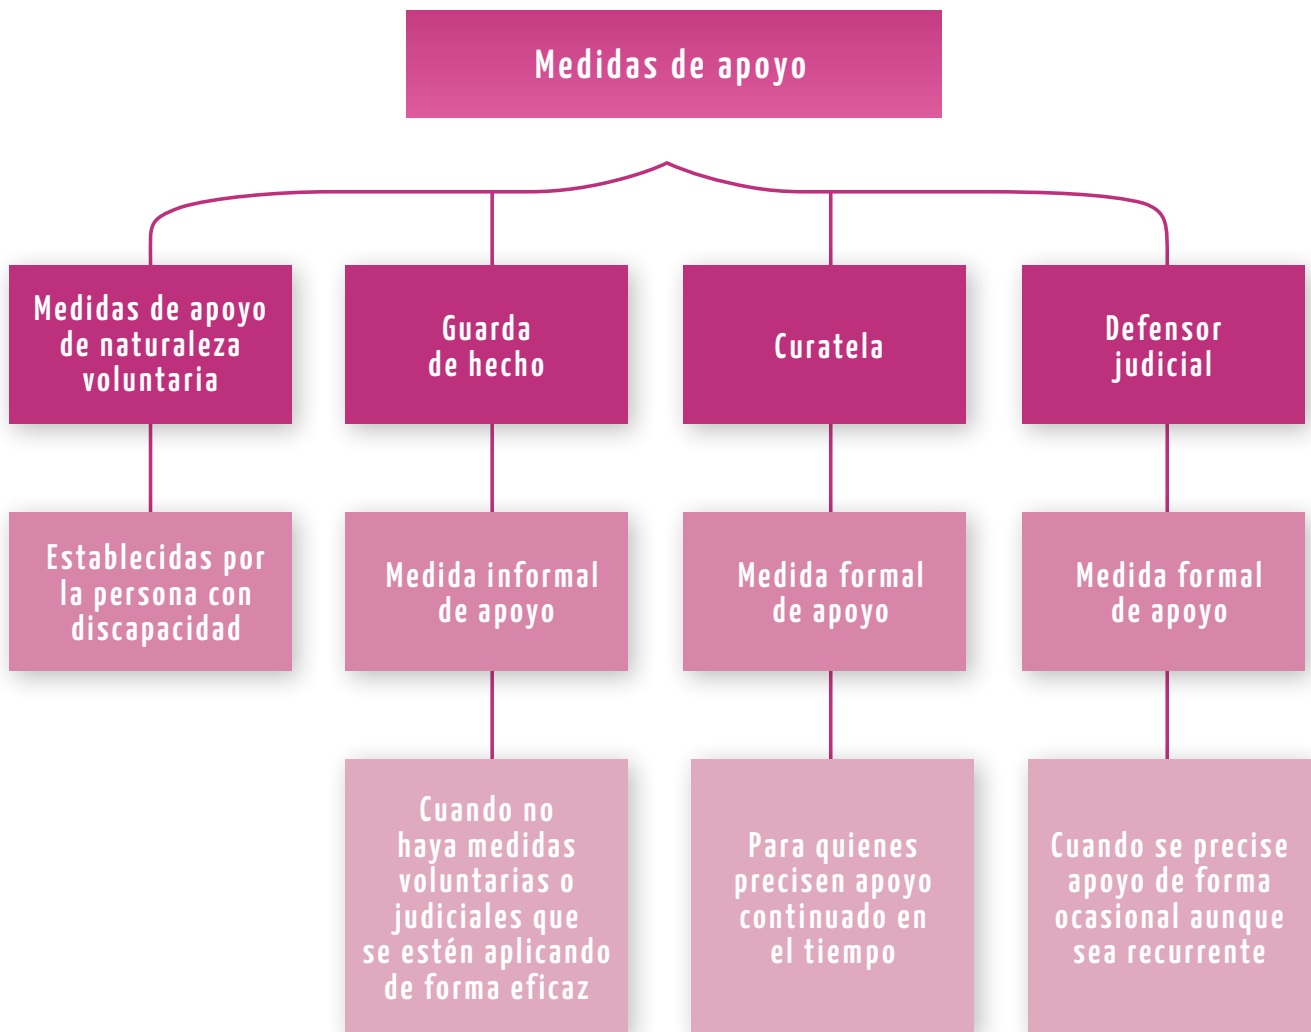 Medidas de apoyo
Medidas de apoyo
de naturaleza
voluntaria
Guarda
de hecho
Curatela
Defensor
judicial
Establecidas por
la persona con
discapacidad
Medida informal
de apoyo
Medida formal
de apoyo
Medida formal
de apoyo
Cuando no
haya medidas
voluntarias o
judiciales que
se estén aplicando
de forma eficaz
Para quienes
precisen apoyo
continuado en
el tiempo
Cuando se precise
apoyo de forma
ocasional aunque
sea recurrente